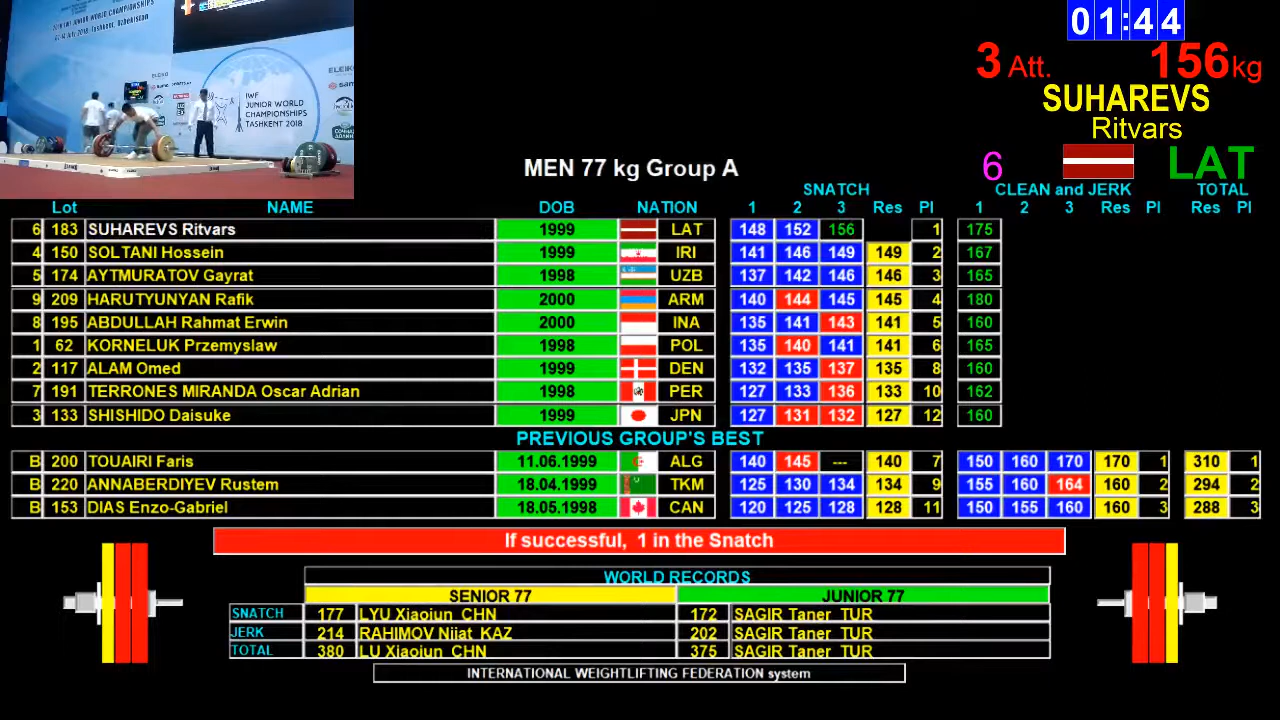 2018 IWF JUNIOR WORLD CHAMPIONSHIPS
IWF
JUNIOR WORLD
CHAMPIONSHIPS
TASHKENT 2018
ELEIKO
01:44
3 Att. 156kg
SUHAREVS
Ritvars
6 LAT
MEN 77 kg Group A
SNATCH CLEAN and JERK TOTAL
Lot NAME DOB NATION 1 2 3 Res Pl 1 2 3 Res Pl Res Pl
6 183 SUHAREVS Ritvars 1999 LAT 148 152 156 1 175
4 150 SOLTANI Hossein 1999 IRI 141 146 149 149 2 167
5 174 AYTMURATOV Gayrat 1998 UZB 137 142 146 146 3 165
9 209 HARUTYUNYAN Rafik 2000 ARM 140 144 145 145 4 180
8 195 ABDULLAH Rahmat Erwin 2000 INA 135 141 143 141 5 160
1 62 KORNELUK Przemyslaw 1998 POL 135 140 141 141 6 165
2 117 ALAM Omed 1999 DEN 132 135 137 135 8 160
7 191 TERRONES MIRANDA Oscar Adrian 1998 PER 127 133 136 133 10 162
3 133 SHISHIDO Daisuke 1999 JPN 127 131 132 127 12 160
PREVIOUS GROUP'S BEST
B 200 TOUAIRI Faris 11.06.1999 ALG 140 145 --- 140 7 150 160 170 170 1 310 1
B 220 ANNABERDIYEV Rustem 18.04.1999 TKM 125 130 134 134 9 155 160 164 160 2 294 2
B 153 DIAS Enzo-Gabriel 18.05.1998 CAN 120 125 128 128 11 150 155 160 160 3 288 3
If successful, 1 in the Snatch
WORLD RECORDS
SENIOR 77 JUNIOR 77
SNATCH 177 LYU Xiaojun CHN 172 SAGIR Taner TUR
JERK 214 RAHIMOV Nijat KAZ 202 SAGIR Taner TUR
TOTAL 380 LU Xiaojun CHN 375 SAGIR Taner TUR
INTERNATIONAL WEIGHTLIFTING FEDERATION system